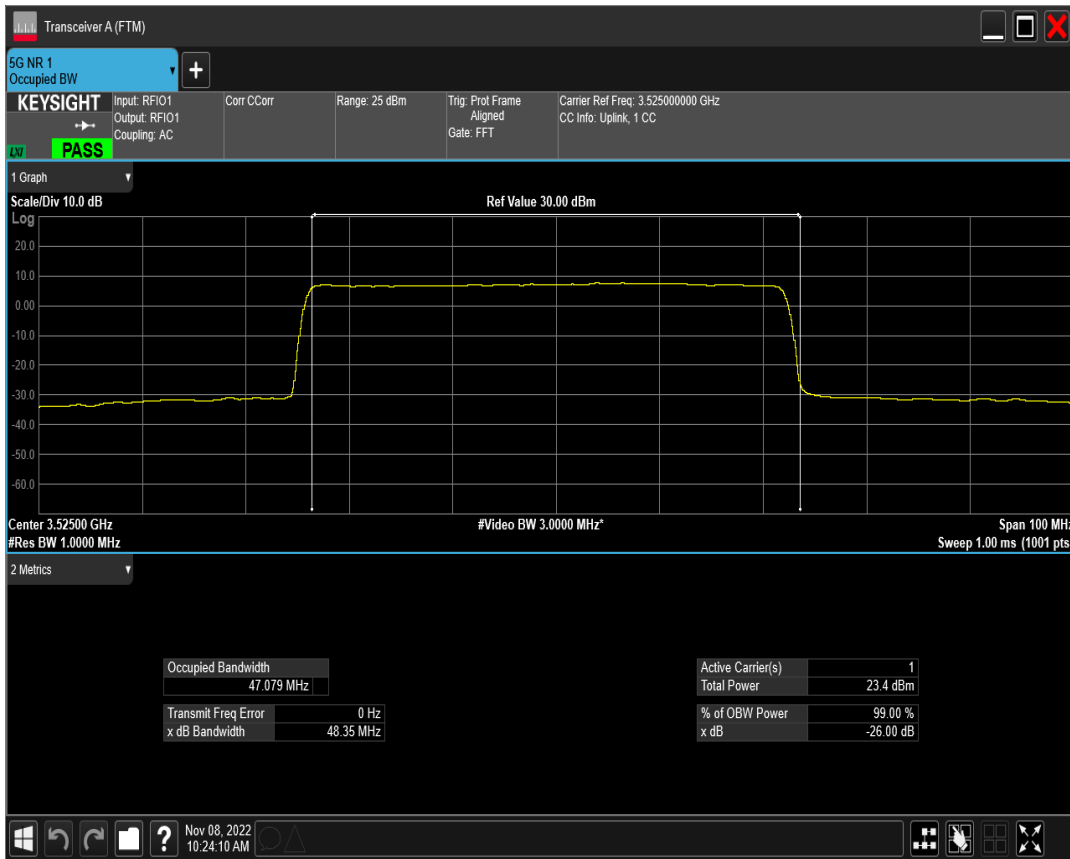 Transceiver A (FTM)
5G NR 1
Occupied BW
+
KEYSIGHT
LXI
PASS
Input: RFIO1
Output: RFIO1
Coupling: AC
Corr CCorr
Range: 25 dBm
Trig: Prot Frame
Aligned
Gate: FFT
Carrier Ref Freq: 3.525000000 GHz
CC Info: Uplink, 1 CC
1 Graph
Scale/Div 10.0 dB
Ref Value 30.00 dBm
Log
20.0
10.0
0.00
-10.0
-20.0
-30.0
-40.0
-50.0
-60.0
Center 3.52500 GHz
#Video BW 3.0000 MHz*
Span 100 MHz
#Res BW 1.0000 MHz
Sweep 1.00 ms (1001 pts
2 Metrics
Occupied Bandwidth
47.079 MHz
Transmit Freq Error 0 Hz
x dB Bandwidth 48.35 MHz
Active Carrier(s) 1
Total Power 23.4 dBm
% of OBW Power 99.00 %
x dB -26.00 dB
?
Nov 08, 2022
10:24:10 AM